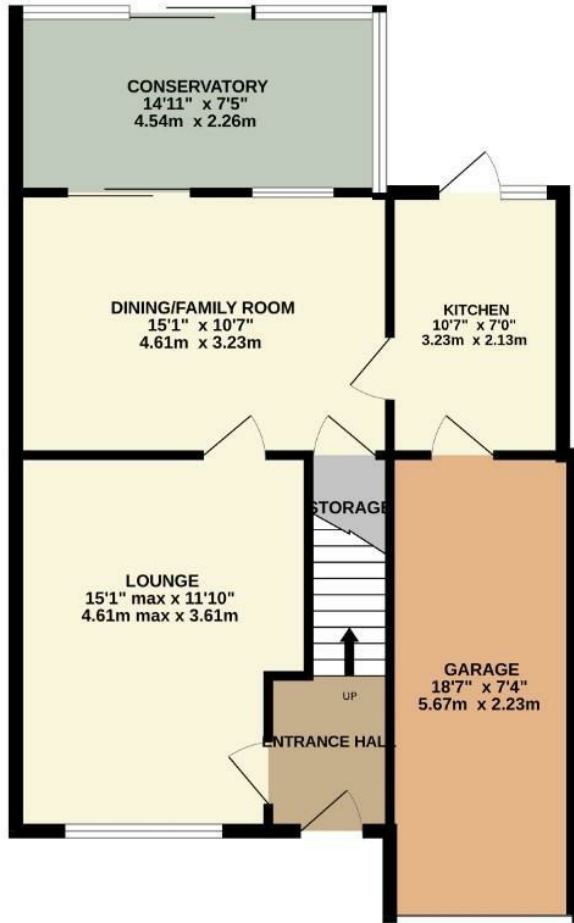 CONSERVATORY
14'11" x 7'5"
4.54m x 2.26m
DINING/FAMILY ROOM
15'1" x 10'7"
4.61m x 3.23m
KITCHEN
10'7" x 7'0"
3.23m x 2.13m
STORAGE
LOUNGE
15'1" max x 11'10"
4.61m max x 3.61m
UP
ENTRANCE HALL
GARAGE
18'7" x 7'4"
5.67m x 2.23m